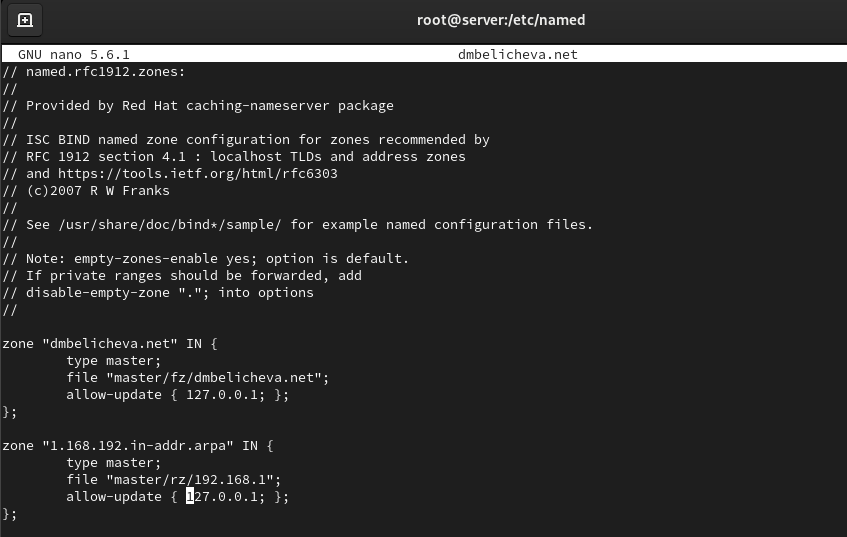 root@server:/etc/named
GNU nano 5.6.1 dmbelicheva.net
// named.rfc1912.zones:
//
// Provided by Red Hat caching-nameserver package
//
// ISC BIND named zone configuration for zones recommended by
// RFC 1912 section 4.1 : localhost TLDs and address zones
// and https://tools.ietf.org/html/rfc6303
// (c)2007 R W Franks
//
// See /usr/share/doc/bind*/sample/ for example named configuration files.
//
// Note: empty-zones-enable yes; option is default.
// If private ranges should be forwarded, add
// disable-empty-zone "."; into options
//
zone "dmbelicheva.net" IN {
        type master;
        file "master/fz/dmbelicheva.net";
        allow-update { 127.0.0.1; };
};
zone "1.168.192.in-addr.arpa" IN {
        type master;
        file "master/rz/192.168.1";
        allow-update { 127.0.0.1; };
};